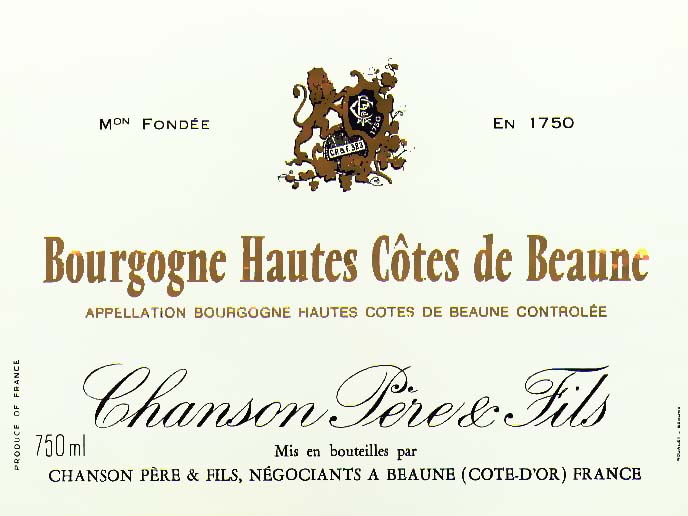 Mon FONDÉE
EN 1750
1750
Bourgogne Hautes Côtes de Beaune
APPELLATION BOURGOGNE HAUTES COTES DE BEAUNE CONTROLÉE
Chanson Père & Fils
PRODUCE OF FRANCE
750 ml
Mis en bouteilles par
CHANSON PÈRE & FILS, NÉGOCIANTS A BEAUNE (COTE-D'OR) FRANCE